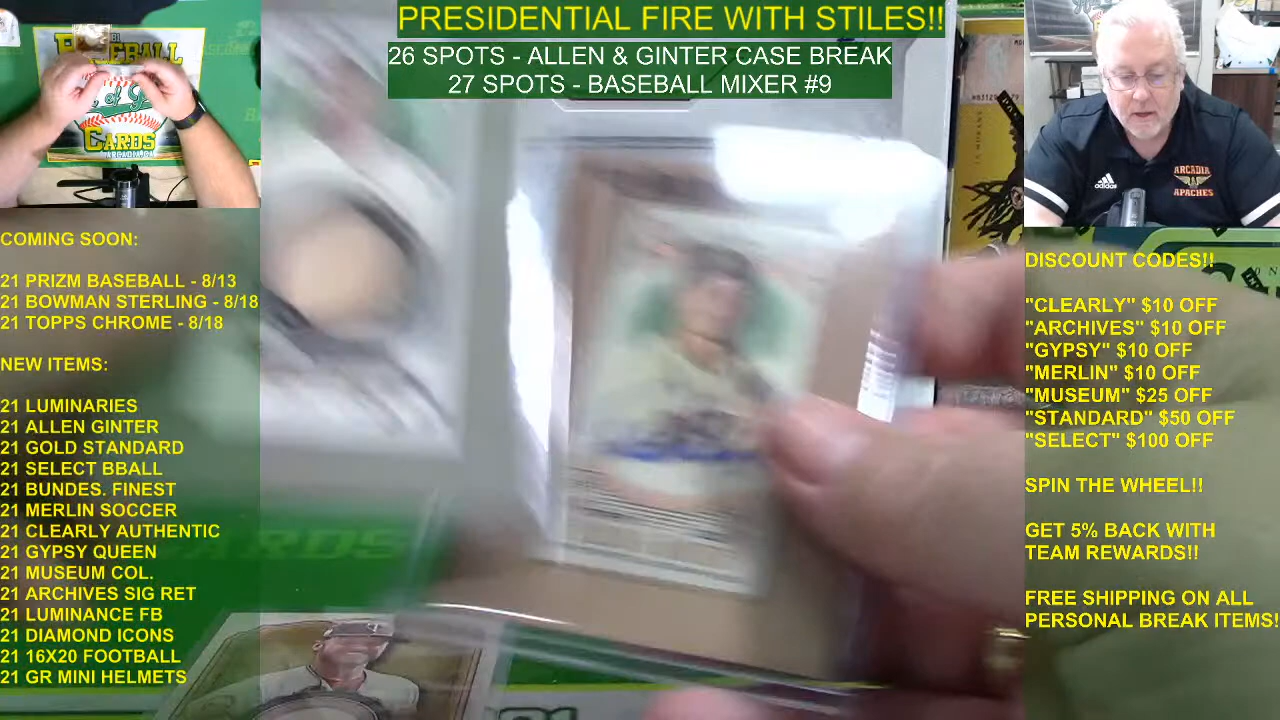 PRESIDENTIAL FIRE WITH STILES!!
26 SPOTS - ALLEN & GINTER CASE BREAK
27 SPOTS - BASEBALL MIXER #9
BASEBALL
CARDS
ARCADIA
APACHES
adidas
COMING SOON:
21 PRIZM BASEBALL - 8/13
21 BOWMAN STERLING - 8/18
21 TOPPS CHROME - 8/18
NEW ITEMS:
21 LUMINARIES
21 ALLEN GINTER
21 GOLD STANDARD
21 SELECT BBALL
21 BUNDES. FINEST
21 MERLIN SOCCER
21 CLEARLY AUTHENTIC
21 GYPSY QUEEN
21 MUSEUM COL.
21 ARCHIVES SIG RET
21 LUMINANCE FB
21 DIAMOND ICONS
21 16X20 FOOTBALL
21 GR MINI HELMETS
DISCOUNT CODES!!
"CLEARLY" $10 OFF
"ARCHIVES" $10 OFF
"GYPSY" $10 OFF
"MERLIN" $10 OFF
"MUSEUM" $25 OFF
"STANDARD" $50 OFF
"SELECT" $100 OFF
SPIN THE WHEEL!!
GET 5% BACK WITH
TEAM REWARDS!!
FREE SHIPPING ON ALL
PERSONAL BREAK ITEMS!